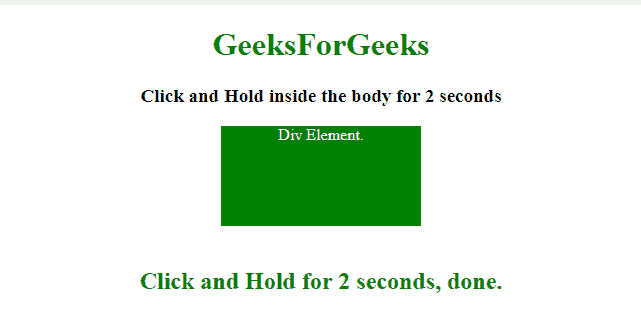 GeeksForGeeks
Click and Hold inside the body for 2 seconds
Div Element.
Click and Hold for 2 seconds, done.